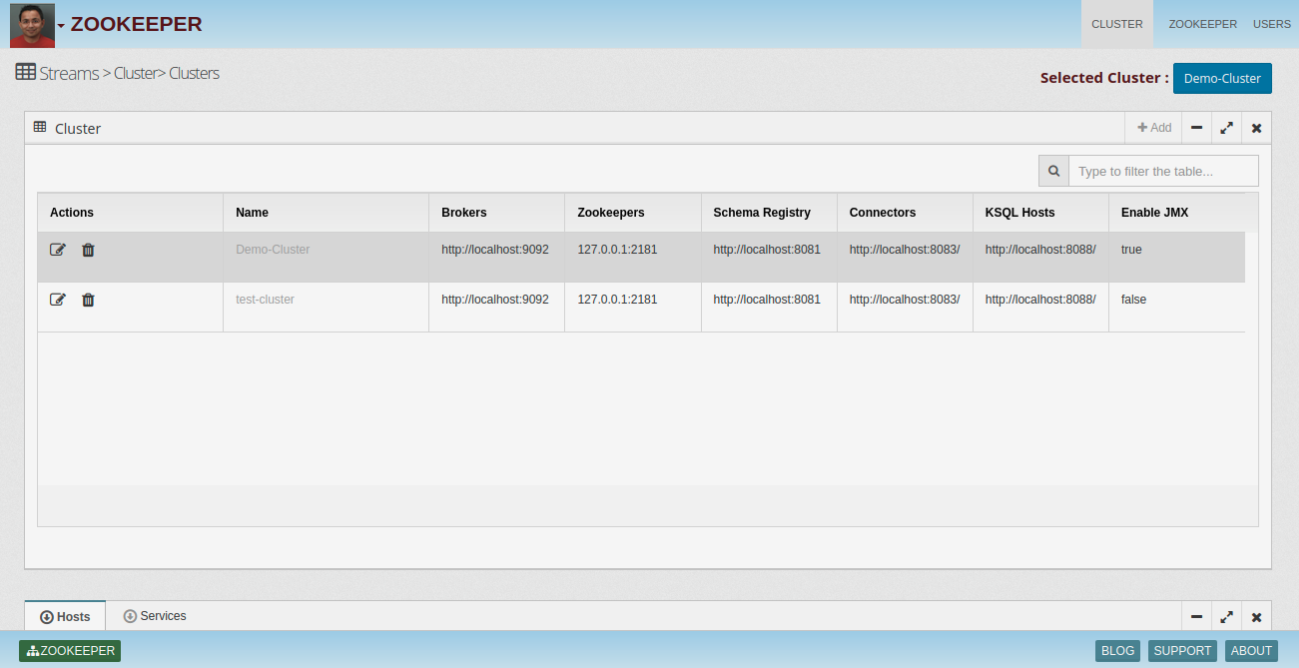 ZOOKEEPER
CLUSTER ZOOKEEPER USERS
Streams > Cluster> Clusters
Selected Cluster : Demo-Cluster
Cluster
Add
Type to filter the table...
Actions Name Brokers Zookeepers Schema Registry Connectors KSQL Hosts Enable JMX
Demo-Cluster http://localhost:9092 127.0.0.1:2181 http://localhost:8081 http://localhost:8083/ http://localhost:8088/ true
test-cluster http://localhost:9092 127.0.0.1:2181 http://localhost:8081 http://localhost:8083/ http://localhost:8088/ false
Hosts Services
ZOOKEEPER
BLOG SUPPORT ABOUT